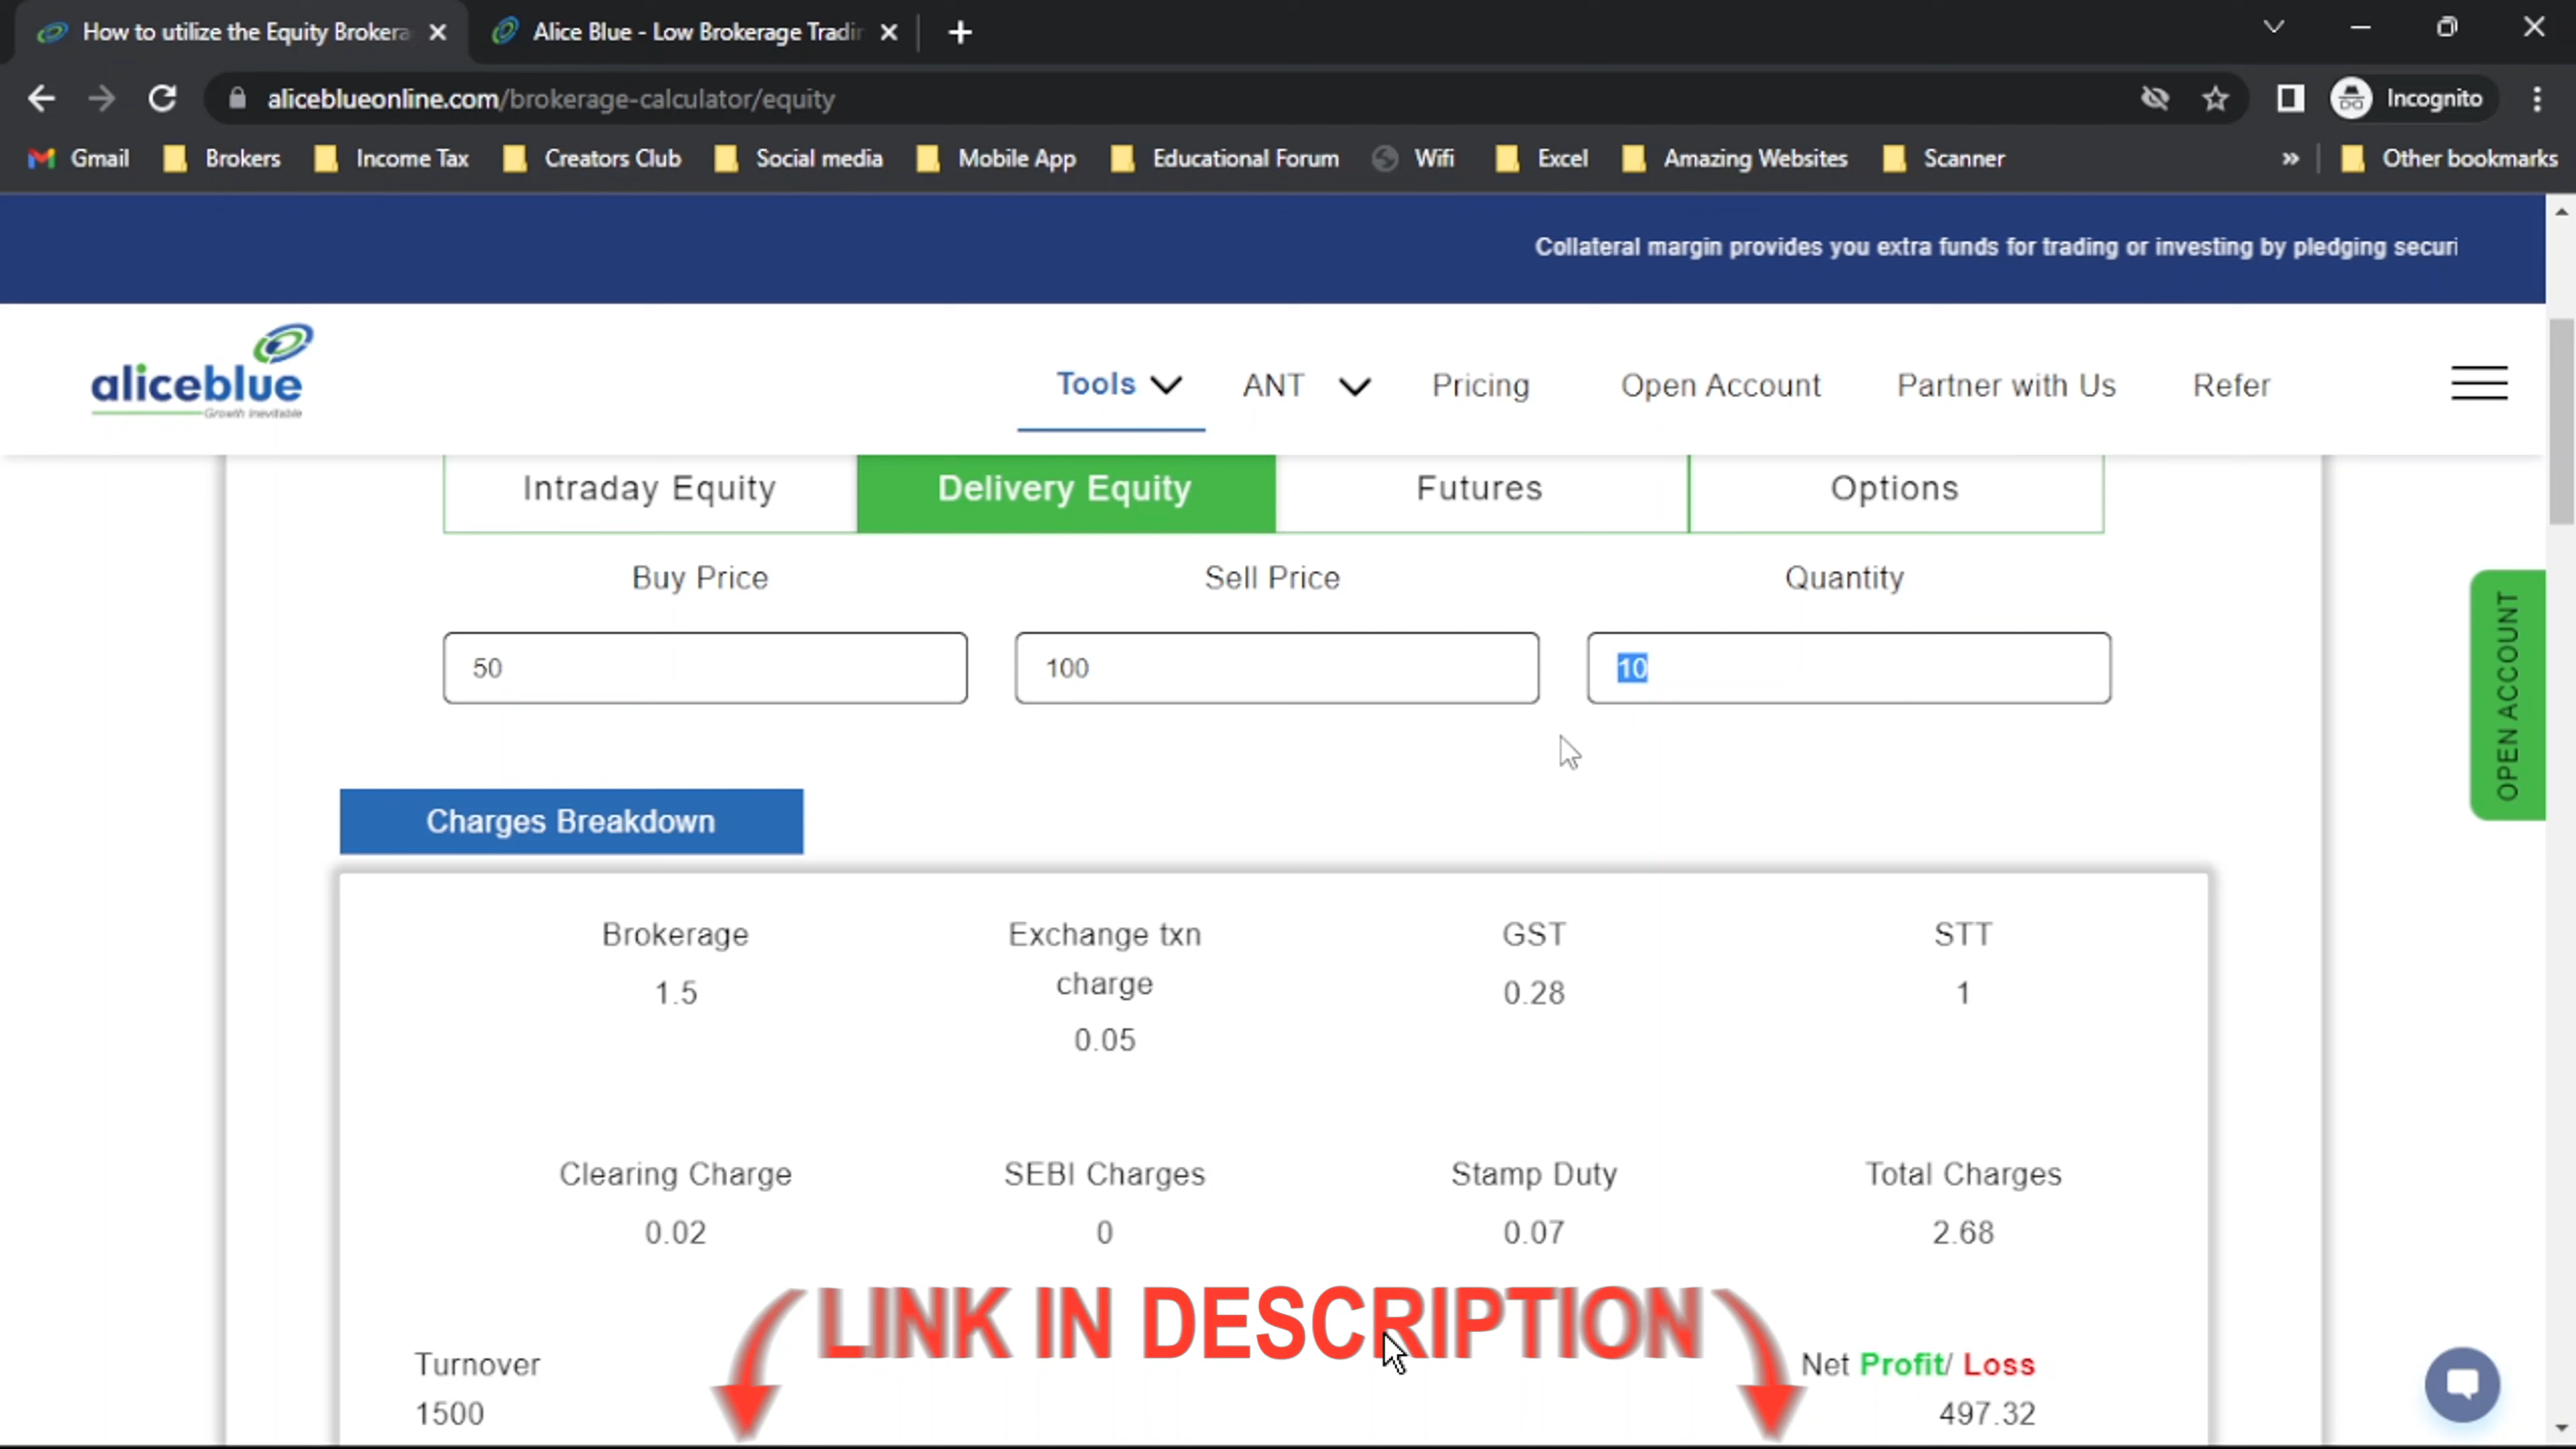 How to utilize the Equity Brokera
Alice Blue - Low Brokerage Tradin
aliceblueonline.com/brokerage-calculator/equity
Incognito
Gmail
Brokers
Income Tax
Creators Club
Social media
Mobile App
Educational Forum
Wifi
Excel
Amazing Websites
Scanner
»
Other bookmarks
Collateral margin provides you extra funds for trading or investing by pledging securi
aliceblue
Growth Inevitable
Tools
ANT
Pricing
Open Account
Partner with Us
Refer
Intraday Equity
Delivery Equity
Futures
Options
Buy Price
Sell Price
Quantity
50
100
10
OPEN ACCOUNT
Charges Breakdown
Brokerage
1.5
Exchange txn
charge
0.05
GST
0.28
STT
1
Clearing Charge
0.02
SEBI Charges
0
Stamp Duty
0.07
Total Charges
2.68
LINK IN DESCRIPTION
Turnover
1500
Net Profit/ Loss
497.32